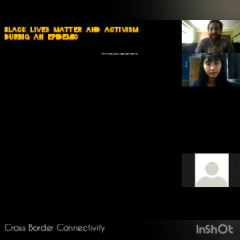 BLACK LIVES MATTER AND ACTIVISM
DURING AN EPIDEMIC
Cross Border Connectivity
InShOt